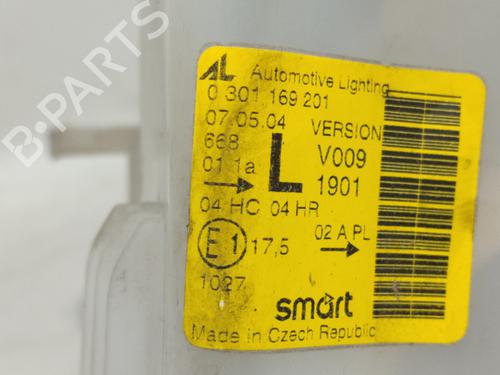 B-PARTS
AL Automotive Lighting
0 301 169 201
07.05.04 VERSION
668 V009
01 1a L 1901
04 HC 04 HR
E1 17,5 02 A PL
1027
smart
Made in Czech Republic